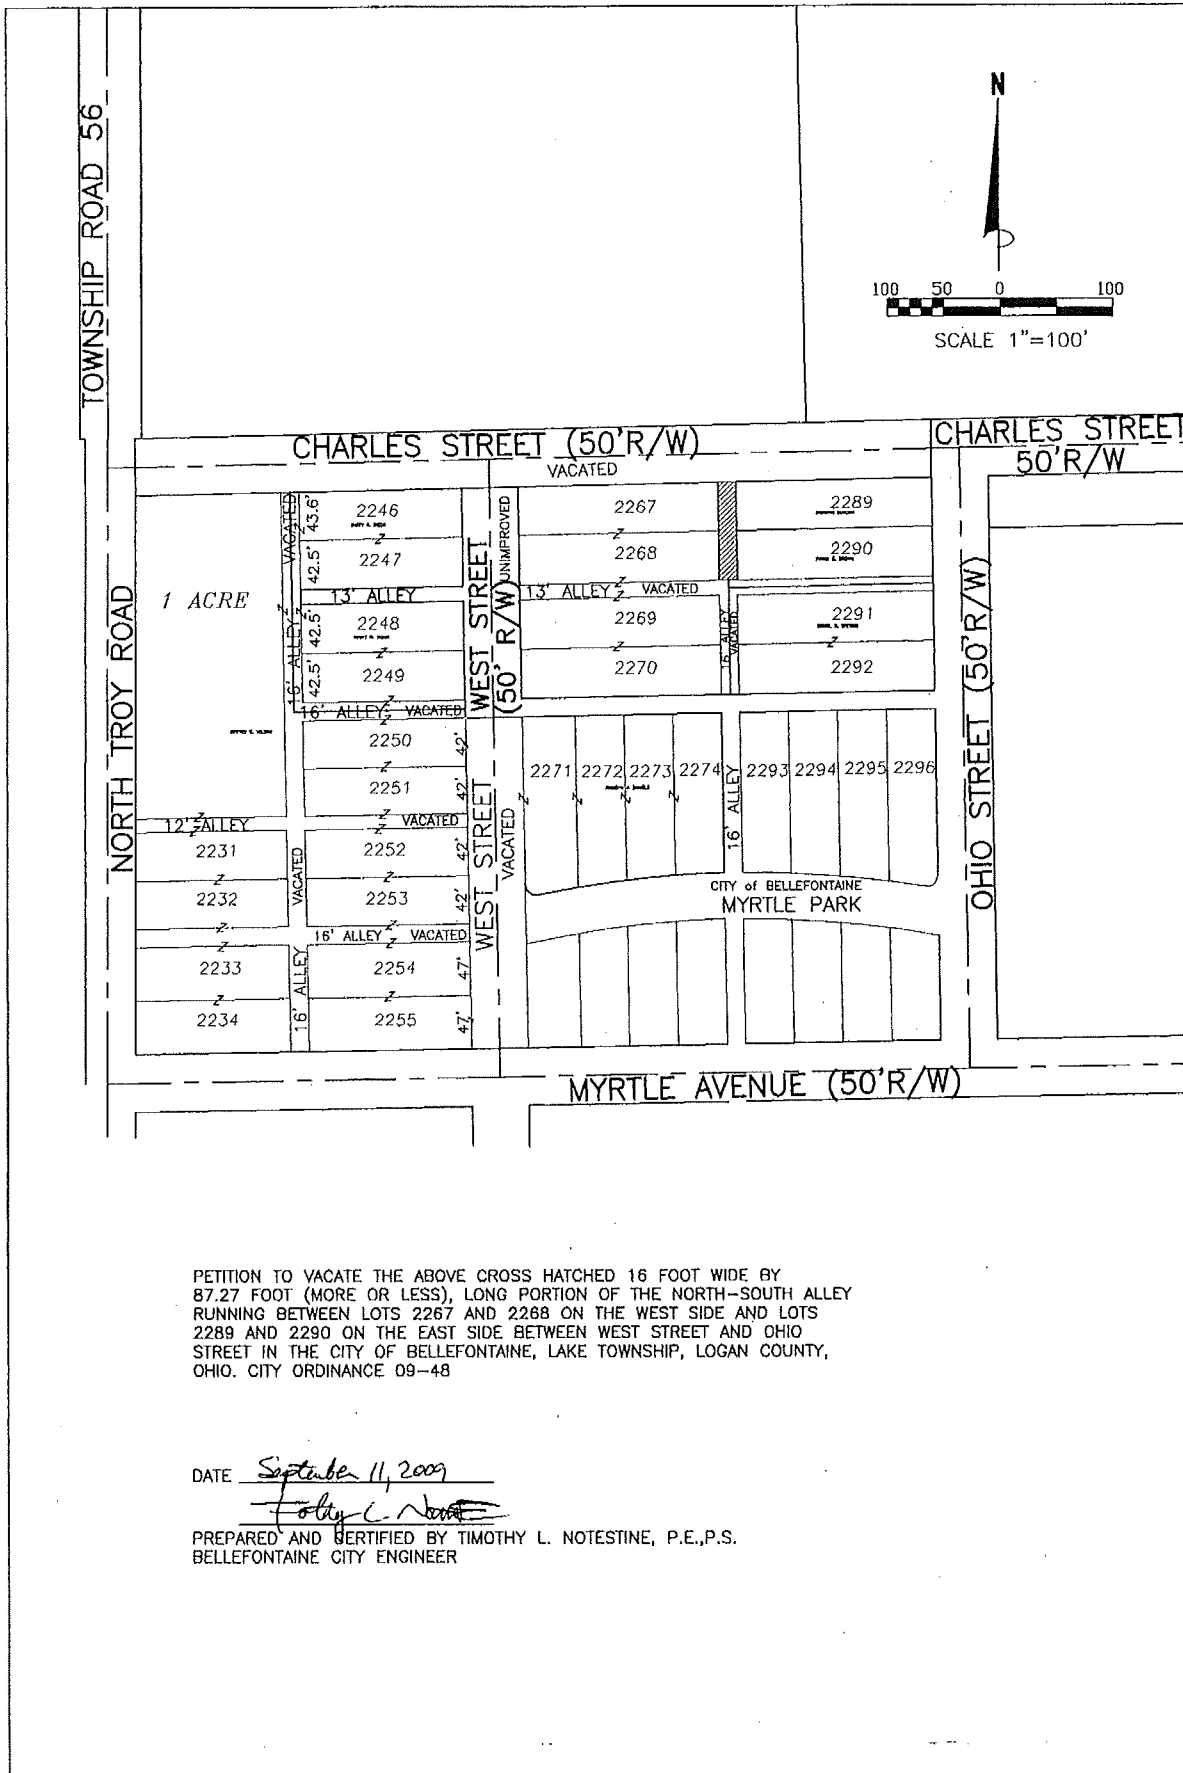 TOWNSHIP ROAD 56
N
100 50 0 100
SCALE 1"=100'
CHARLES STREET (50'R/W)
VACATED
CHARLES STREET
50'R/W
NORTH TROY ROAD
1 ACRE
VACATED
16' ALLEY
43.6'
2246
42.5'
2247
13' ALLEY
42.5'
2248
42.5'
2249
16' ALLEY VACATED
2250
42'
2251
42'
12' ALLEY
VACATED
2231
2252
42'
2232
VACATED
2253
42'
16' ALLEY VACATED
2233
16' ALLEY
2254
47'
2234
2255
47'
WEST STREET
(50' R/W)
UNIMPROVED
WEST STREET
VACATED
WEST STREET
2267
2289
2268
2290
13' ALLEY VACATED
2269
16' ALLEY
VACATED
2291
2270
2292
2271 2272 2273 2274
16' ALLEY
2293 2294 2295 2296
CITY of BELLEFONTAINE
MYRTLE PARK
OHIO STREET (50'R/W)
MYRTLE AVENUE (50'R/W)
PETITION TO VACATE THE ABOVE CROSS HATCHED 16 FOOT WIDE BY
87.27 FOOT (MORE OR LESS), LONG PORTION OF THE NORTH-SOUTH ALLEY
RUNNING BETWEEN LOTS 2267 AND 2268 ON THE WEST SIDE AND LOTS
2289 AND 2290 ON THE EAST SIDE BETWEEN WEST STREET AND OHIO
STREET IN THE CITY OF BELLEFONTAINE, LAKE TOWNSHIP, LOGAN COUNTY,
OHIO. CITY ORDINANCE 09-48
DATE September 11, 2009
PREPARED AND CERTIFIED BY TIMOTHY L. NOTESTINE, P.E.,P.S.
BELLEFONTAINE CITY ENGINEER